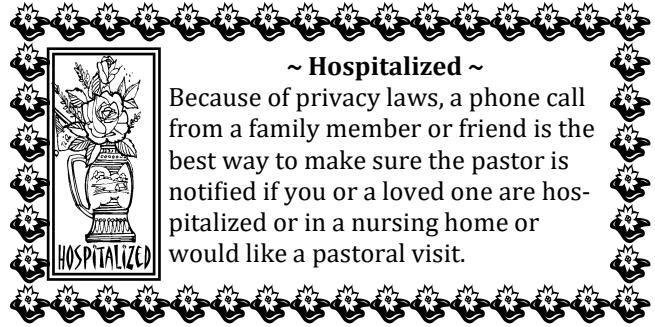 ~ Hospitalized ~
Because of privacy laws, a phone call
from a family member or friend is the
best way to make sure the pastor is
notified if you or a loved one are hos-
pitalized or in a nursing home or
would like a pastoral visit.
HOSPITALIZED